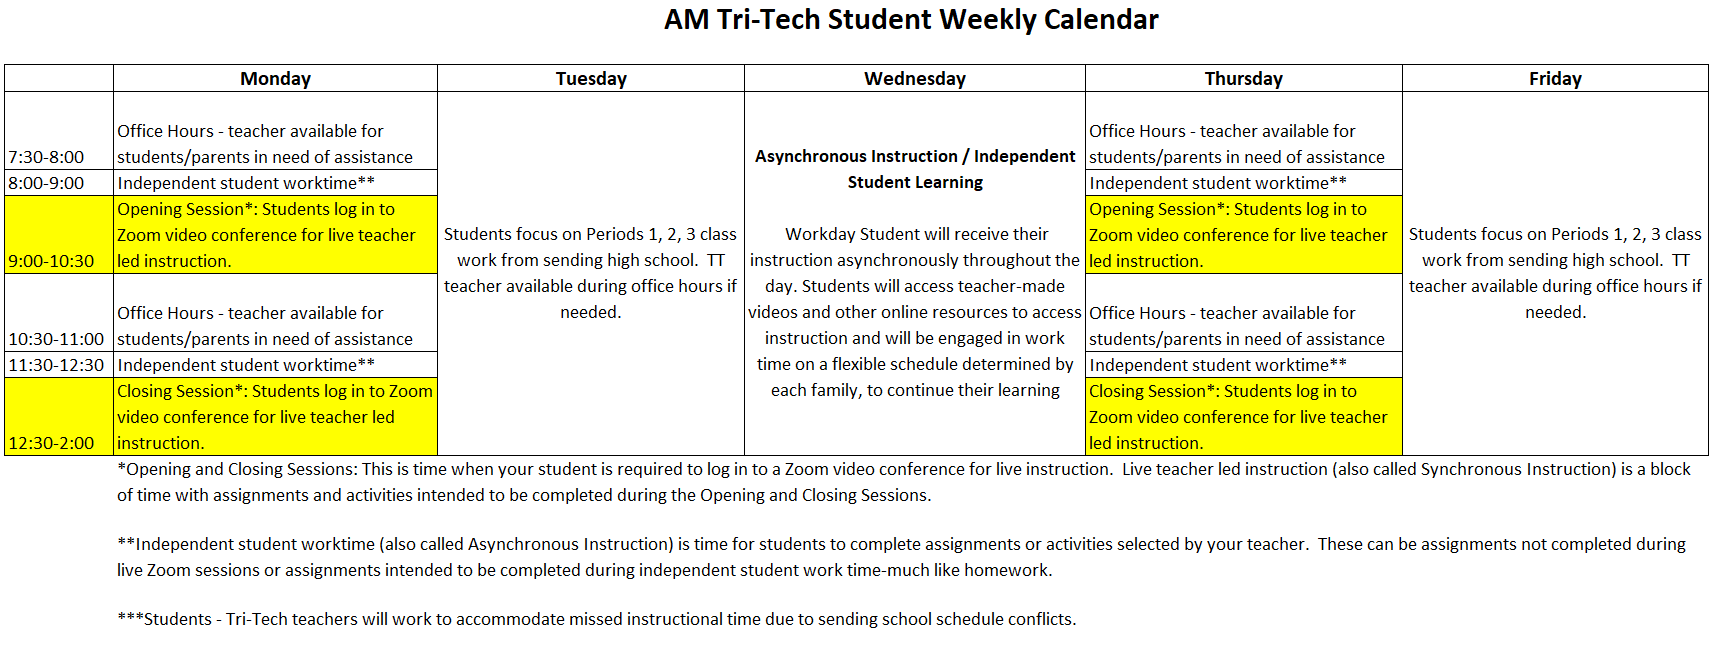 AM Tri-Tech Student Weekly Calendar
Monday
Tuesday
Wednesday
Thursday
Friday
7:30-8:00
Office Hours - teacher available for
students/parents in need of assistance
8:00-9:00
Independent student worktime**
9:00-10:30
Opening Session*: Students log in to
Zoom video conference for live teacher
led instruction.
10:30-11:00
Office Hours - teacher available for
students/parents in need of assistance
11:30-12:30
Independent student worktime**
12:30-2:00
Closing Session*: Students log in to Zoom
video conference for live teacher led
instruction.
Students focus on Periods 1, 2, 3 class
work from sending high school.  TT
teacher available during office hours if
needed.
Asynchronous Instruction / Independent
Student Learning
Workday Student will receive their
instruction asynchronously throughout the
day. Students will access teacher-made
videos and other online resources to access
instruction and will be engaged in work
time on a flexible schedule determined by
each family, to continue their learning
Office Hours - teacher available for
students/parents in need of assistance
Independent student worktime**
Opening Session*: Students log in to
Zoom video conference for live teacher
led instruction.
Office Hours - teacher available for
students/parents in need of assistance
Independent student worktime**
Closing Session*: Students log in to
Zoom video conference for live teacher
led instruction.
Students focus on Periods 1, 2, 3 class
work from sending high school.  TT
teacher available during office hours if
needed.
*Opening and Closing Sessions: This is time when your student is required to log in to a Zoom video conference for live instruction.  Live teacher led instruction (also called Synchronous Instruction) is a block
of time with assignments and activities intended to be completed during the Opening and Closing Sessions.
**Independent student worktime (also called Asynchronous Instruction) is time for students to complete assignments or activities selected by your teacher.  These can be assignments not completed during
live Zoom sessions or assignments intended to be completed during independent student work time-much like homework.
***Students - Tri-Tech teachers will work to accommodate missed instructional time due to sending school schedule conflicts.